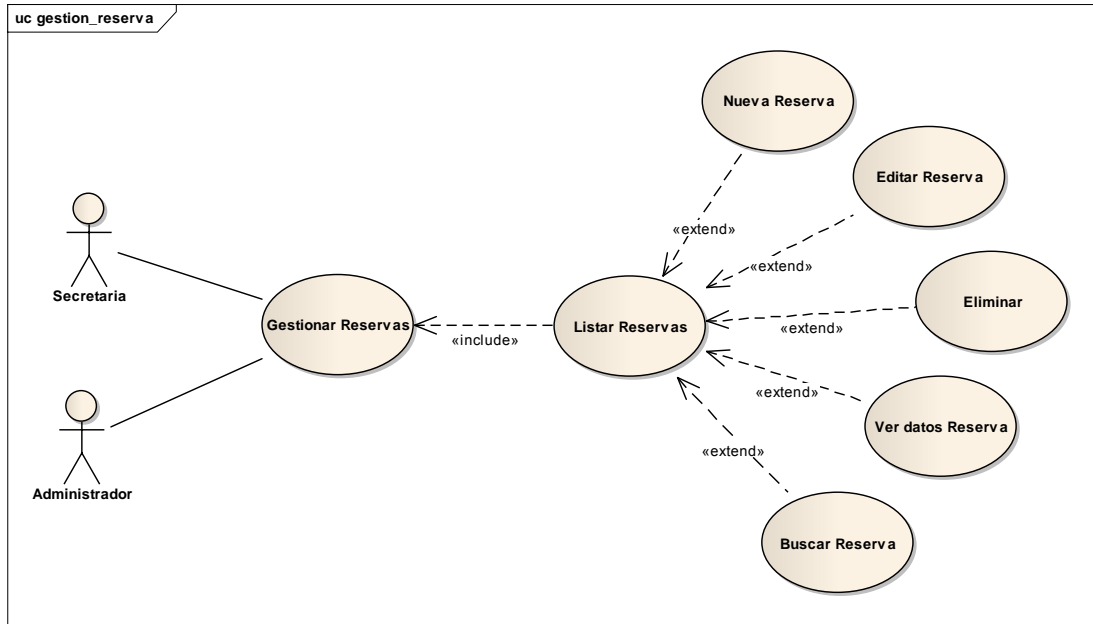 uc gestion_reserva
Nueva Reserva
Editar Reserva
«extend»
«extend»
Secretaria
Eliminar
Gestionar Reservas
«include»
Listar Reservas
«extend»
«extend»
Ver datos Reserva
«extend»
Administrador
Buscar Reserva